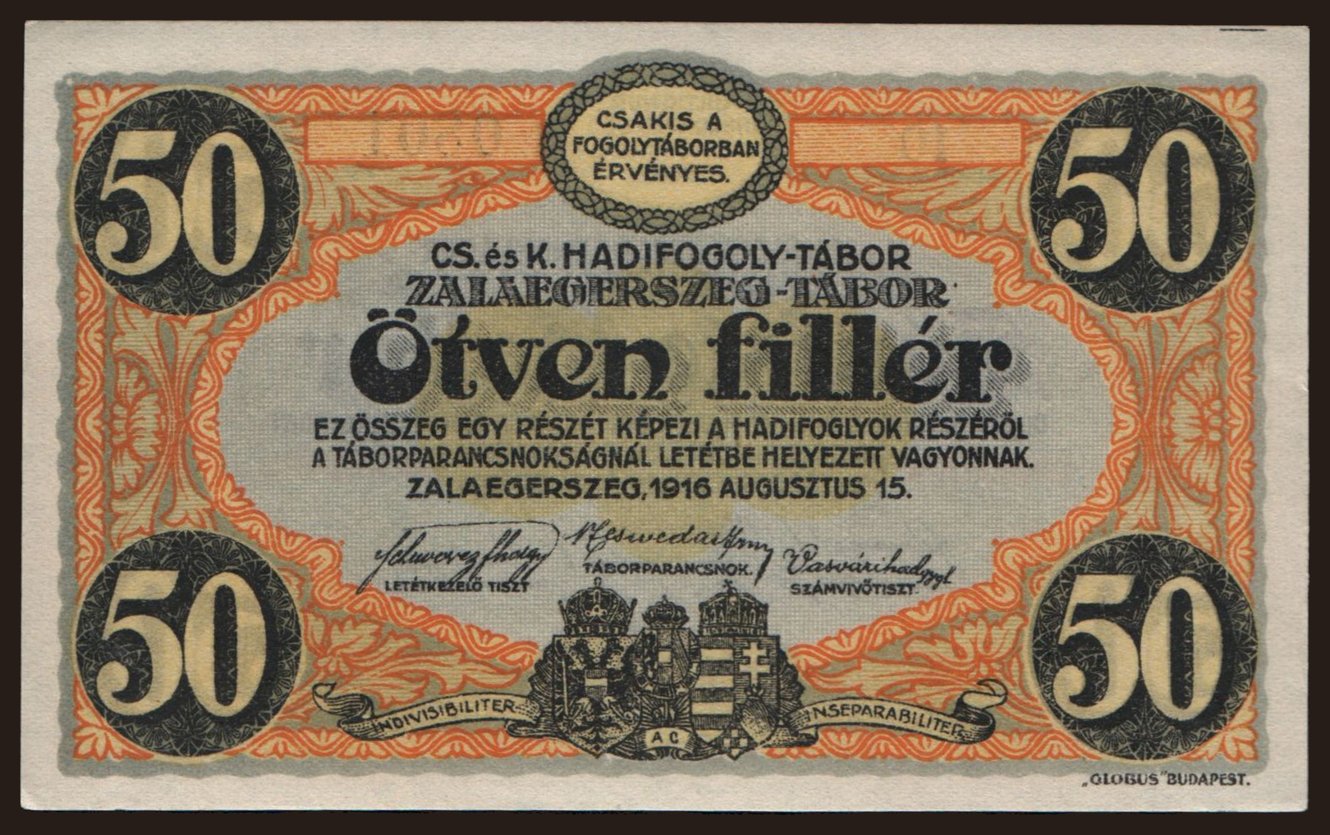 50
50
CSAKIS A
FOGOLYTÁBORBAN
ÉRVÉNYES.
CS. és K. HADIFOGOLY-TÁBOR
ZALAEGERSZEG-TÁBOR
Ötven fillér
EZ ÖSSZEG EGY RÉSZÉT KÉPEZI A HADIFOGLYOK RÉSZÉRŐL
A TÁBORPARANCSNOKSÁGNÁL LETÉTBE HELYEZETT VAGYONNAK.
ZALAEGERSZEG, 1916 AUGUSZTUS 15.
LETÉTKEZELŐ TISZT
TÁBORPARANCSNOK.
Vasvári
SZÁMVIVŐTISZT.
50
50
INDIVISIBILITER
AC
INSEPARABILITER
„GLOBUS" BUDAPEST.